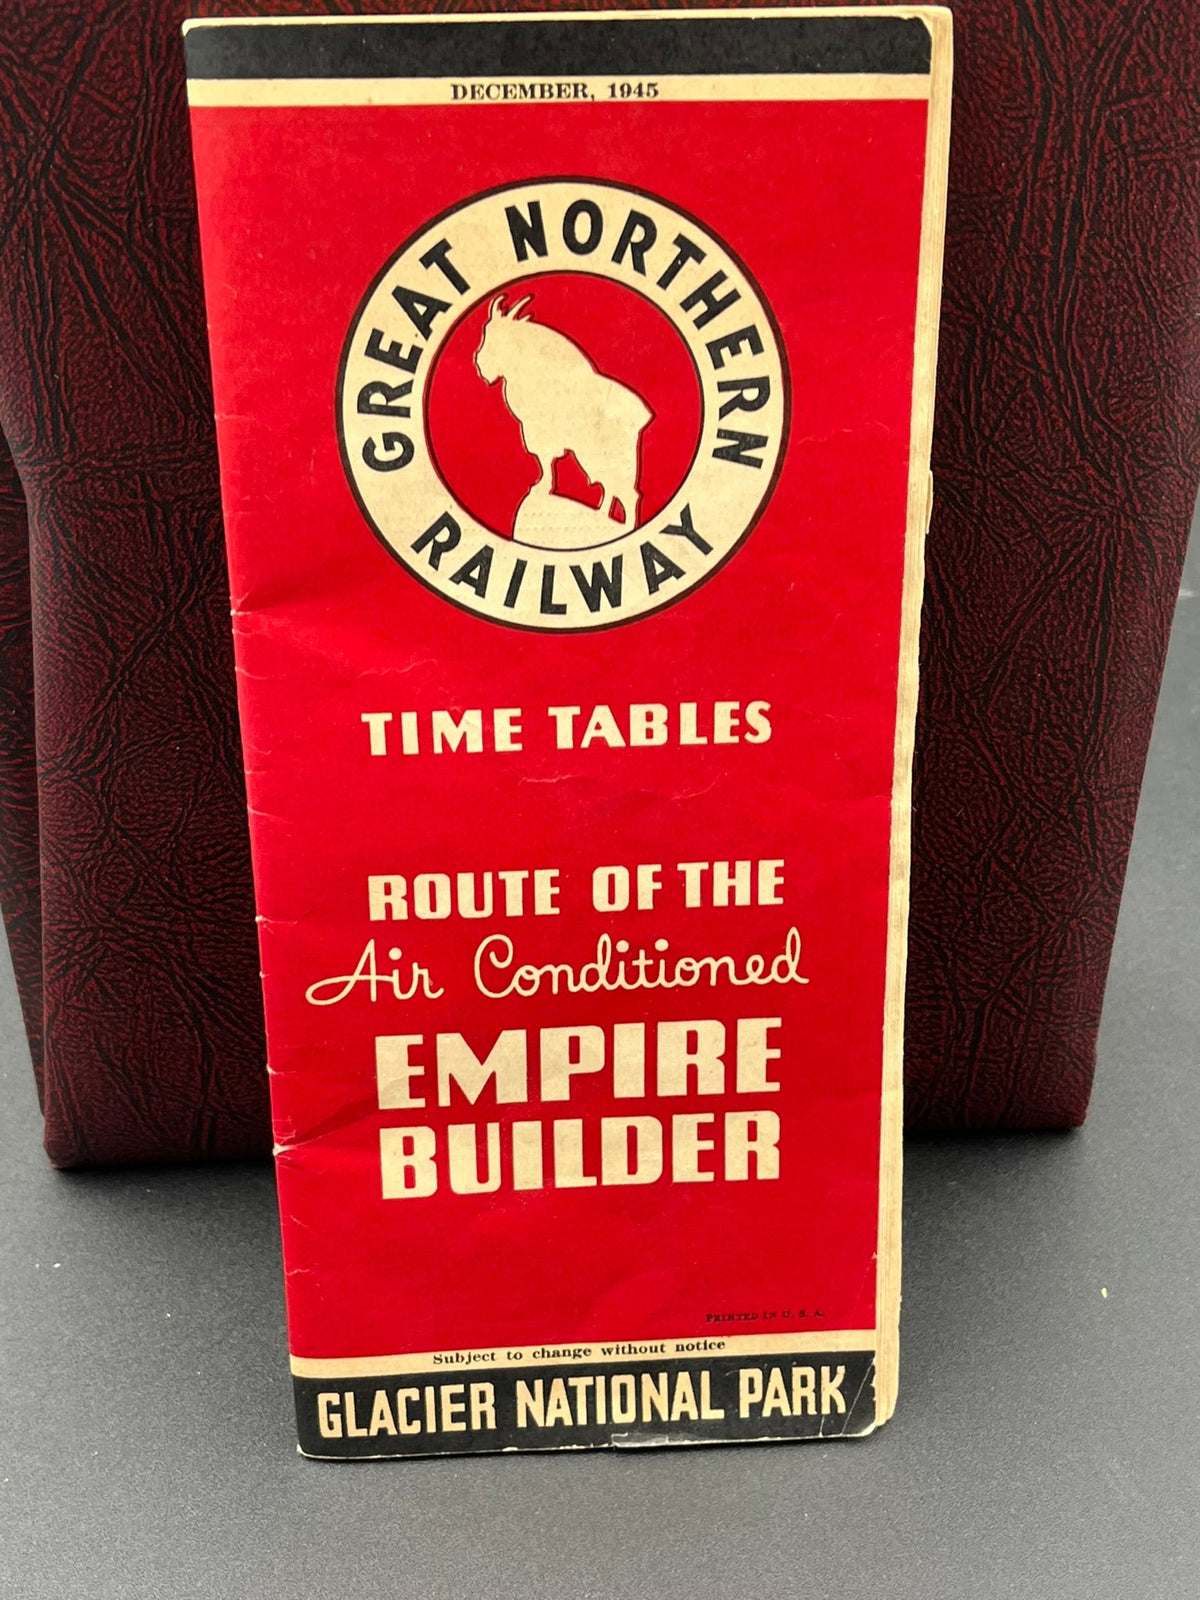 DECEMBER, 1945
GREAT NORTHERN
RAILWAY
TIME TABLES
ROUTE OF THE
Air Conditioned
EMPIRE
BUILDER
PRINTED IN U. S. A.
Subject to change without notice
GLACIER NATIONAL PARK